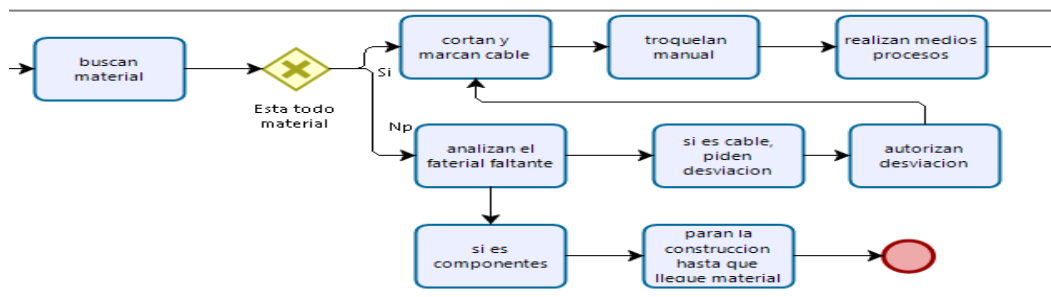 buscan
material
Esta todo
material
Si
Np
cortan y
marcan cable
troquelan
manual
realizan medios
procesos
analizan el
faterial faltante
si es cable,
piden
desviacion
autorizan
desviacion
si es
componentes
paran la
construccion
hasta que
llegue material